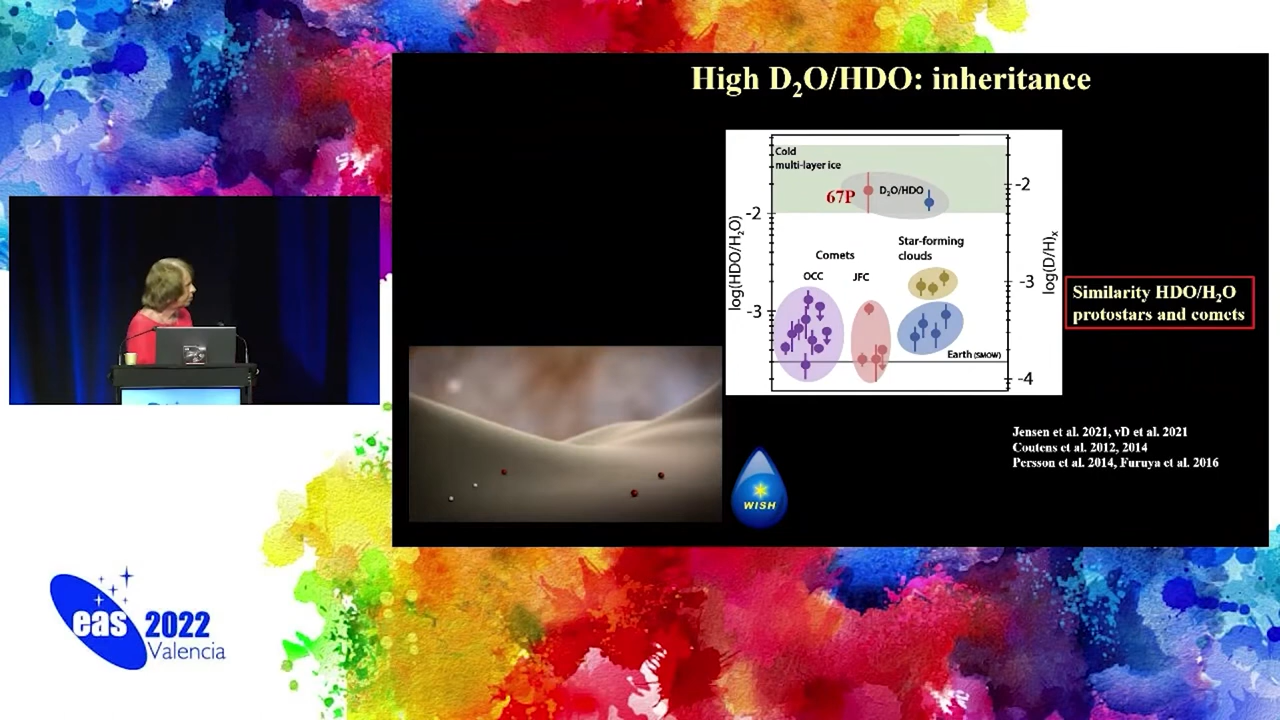 High D₂O/HDO: inheritance
Cold
multi-layer ice
67P
D₂O/HDO
-2
-2
log(HDO/H₂O)
log(D/H)ₓ
Star-forming
clouds
Comets
OCC
JFC
-3
-3
Earth (SMOW)
-4
Similarity HDO/H₂O
protostars and comets
Jensen et al. 2021, vD et al. 2021
Coutens et al. 2012, 2014
Persson et al. 2014, Furuya et al. 2016
WISH
eas 2022
Valencia